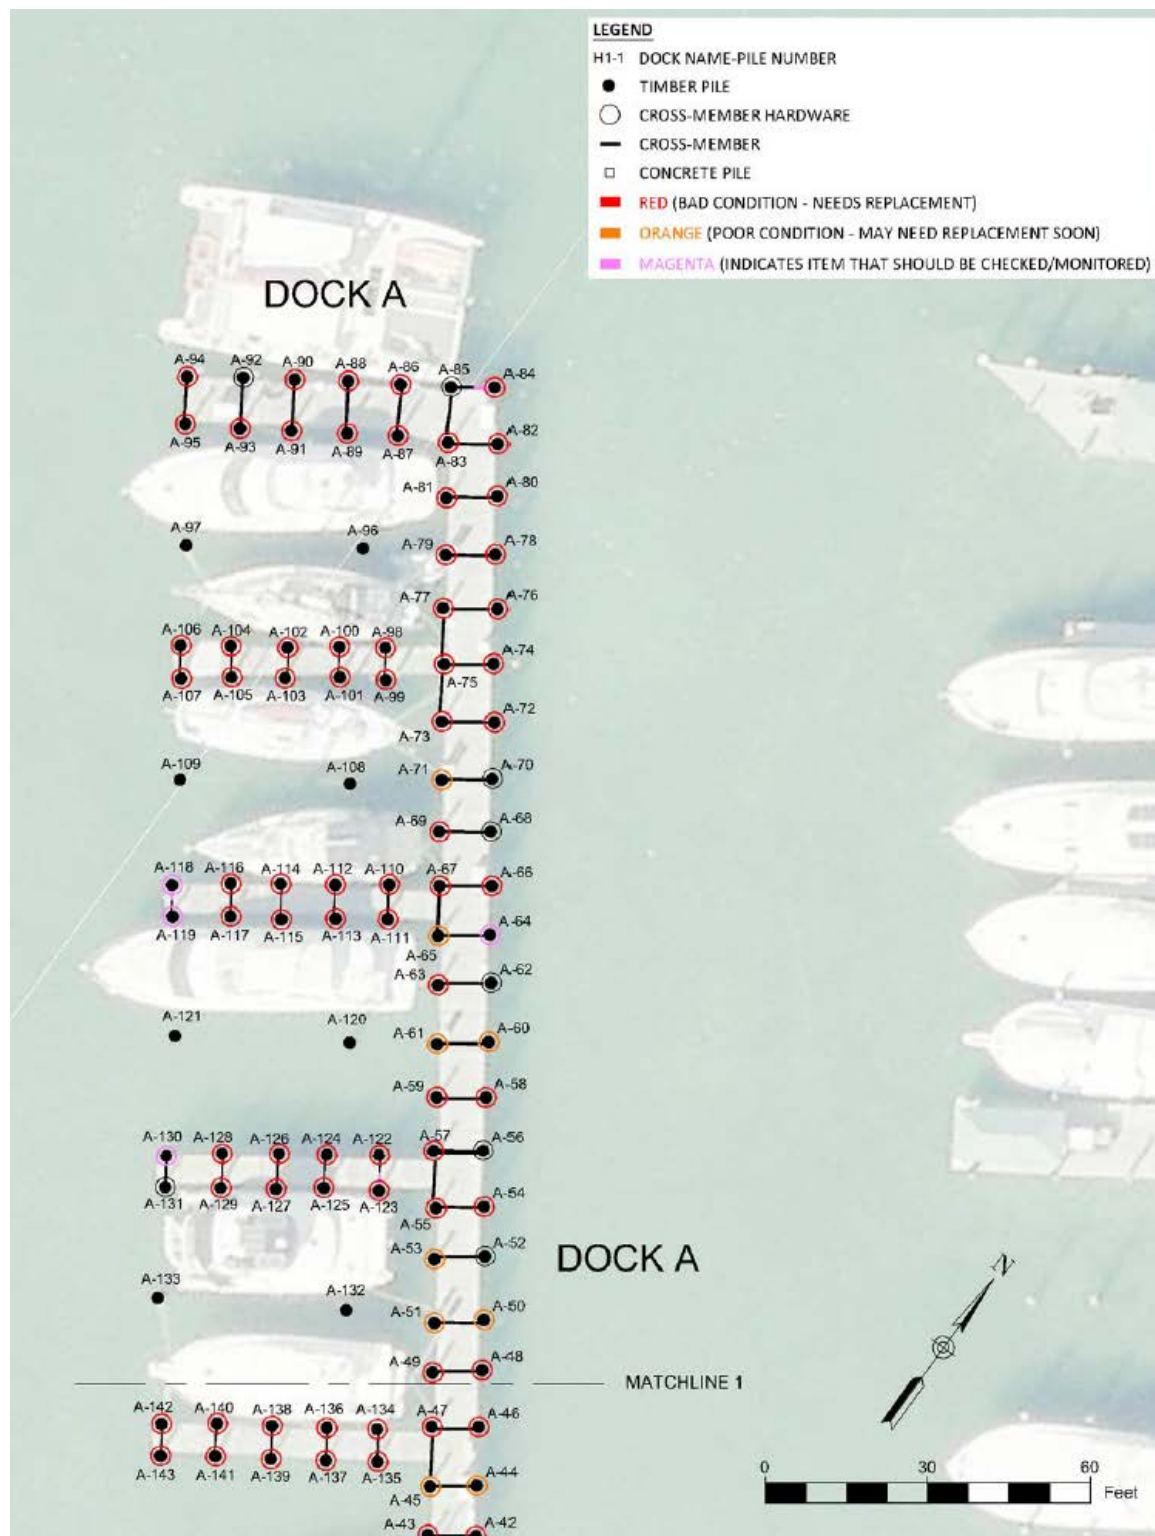 LEGEND
H1-1 DOCK NAME-PILE NUMBER
TIMBER PILE
CROSS-MEMBER HARDWARE
CROSS-MEMBER
CONCRETE PILE
RED (BAD CONDITION - NEEDS REPLACEMENT)
ORANGE (POOR CONDITION - MAY NEED REPLACEMENT SOON)
MAGENTA (INDICATES ITEM THAT SHOULD BE CHECKED/MONITORED)
DOCK A
A-94 A-92 A-90 A-88 A-86 A-85 A-84
A-95 A-93 A-91 A-89 A-87 A-83 A-82
A-81 A-80
A-97 A-96 A-79 A-78
A-77 A-76
A-106 A-104 A-102 A-100 A-98 A-74
A-107 A-105 A-103 A-101 A-99 A-75
A-73 A-72
A-109 A-108 A-71 A-70
A-69 A-68
A-118 A-116 A-114 A-112 A-110 A-67 A-66
A-119 A-117 A-115 A-113 A-111 A-65 A-64
A-63 A-62
A-121 A-120 A-61 A-60
A-59 A-58
A-130 A-128 A-126 A-124 A-122 A-57 A-56
A-131 A-129 A-127 A-125 A-123 A-55 A-54
A-53 A-52
DOCK A
A-133 A-132 A-51 A-50
A-49 A-48
MATCHLINE 1
A-142 A-140 A-138 A-136 A-134 A-47 A-46
A-143 A-141 A-139 A-137 A-135 A-45 A-44
A-43 A-42
N
0 30 60
Feet